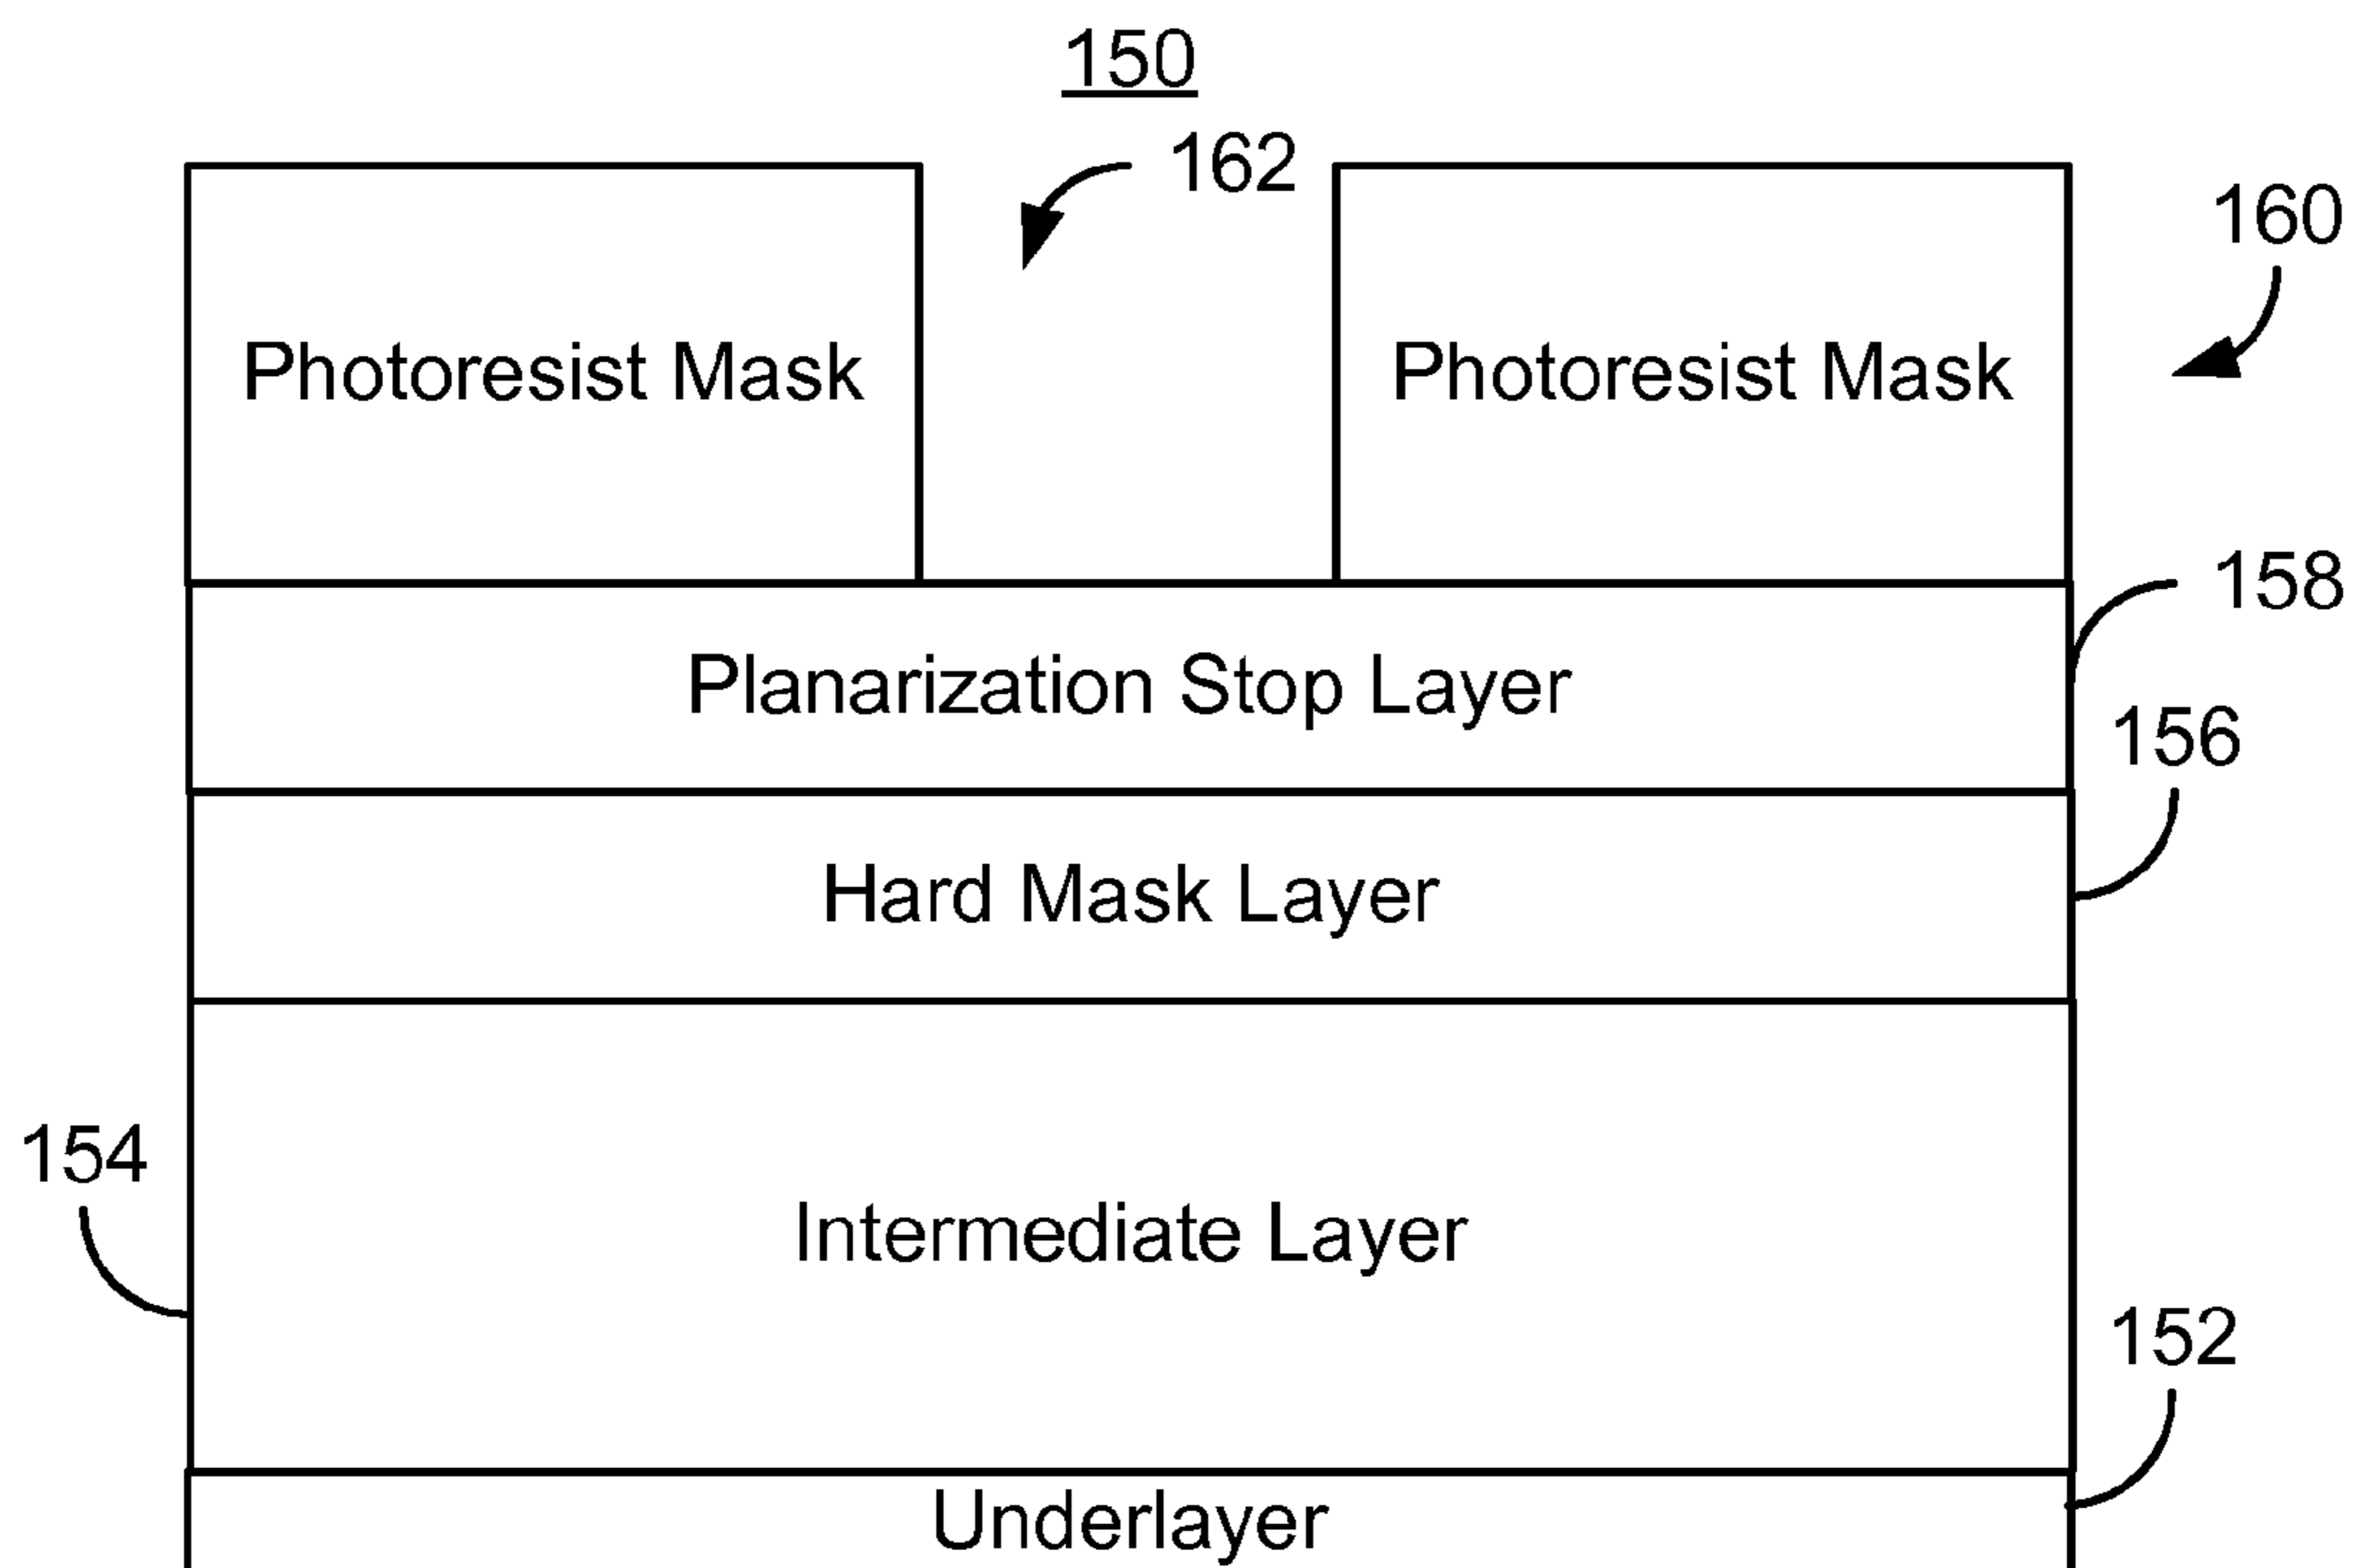 150
162
160
Photoresist Mask
Photoresist Mask
158
Planarization Stop Layer
156
Hard Mask Layer
154
Intermediate Layer
152
Underlayer